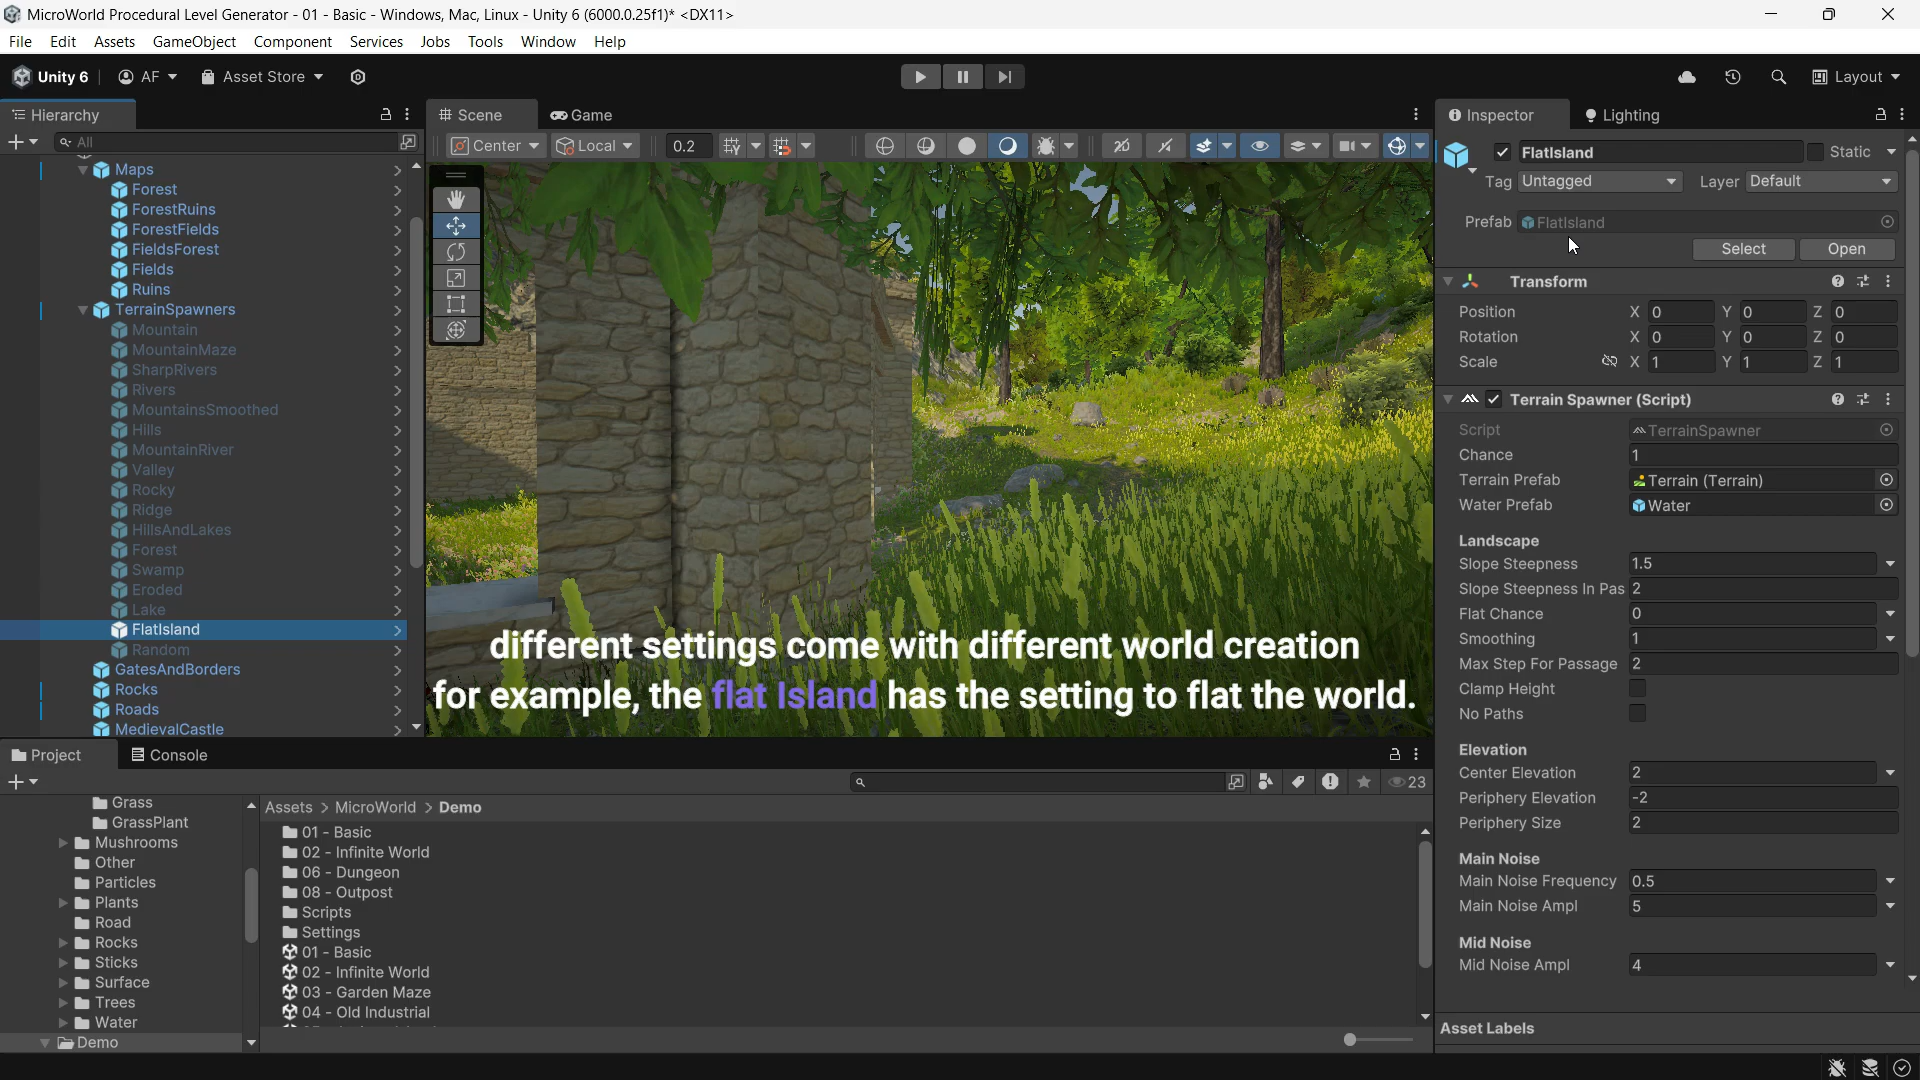 MicroWorld Procedural Level Generator - 01 - Basic - Windows, Mac, Linux - Unity 6 (6000.0.25f1)* <DX11>
File Edit Assets GameObject Component Services Jobs Tools Window Help
Unity 6 AF Asset Store Layout
Hierarchy
All
Maps
Forest
ForestRuins
ForestFields
FieldsForest
Fields
Ruins
TerrainSpawners
Mountain
MountainMaze
SharpRivers
Rivers
MountainsSmoothed
Hills
MountainRiver
Valley
Rocky
Ridge
HillsAndLakes
Forest
Swamp
Eroded
Lake
FlatIsland
Random
GatesAndBorders
Rocks
Roads
MedievalCastle
Scene Game
Center Local 0.2 2D
different settings come with different world creation
for example, the flat Island has the setting to flat the world.
Inspector Lighting
FlatIsland Static
Tag Untagged Layer Default
Prefab FlatIsland
Select Open
Transform
Position X 0 Y 0 Z 0
Rotation X 0 Y 0 Z 0
Scale X 1 Y 1 Z 1
Terrain Spawner (Script)
Script TerrainSpawner
Chance 1
Terrain Prefab Terrain (Terrain)
Water Prefab Water
Landscape
Slope Steepness 1.5
Slope Steepness In Pas 2
Flat Chance 0
Smoothing 1
Max Step For Passage 2
Clamp Height
No Paths
Elevation
Center Elevation 2
Periphery Elevation -2
Periphery Size 2
Main Noise
Main Noise Frequency 0.5
Main Noise Ampl 5
Mid Noise
Mid Noise Ampl 4
Asset Labels
Project Console
23
Grass
GrassPlant
Mushrooms
Other
Particles
Plants
Road
Rocks
Sticks
Surface
Trees
Water
Demo
Assets > MicroWorld > Demo
01 - Basic
02 - Infinite World
06 - Dungeon
08 - Outpost
Scripts
Settings
01 - Basic
02 - Infinite World
03 - Garden Maze
04 - Old Industrial